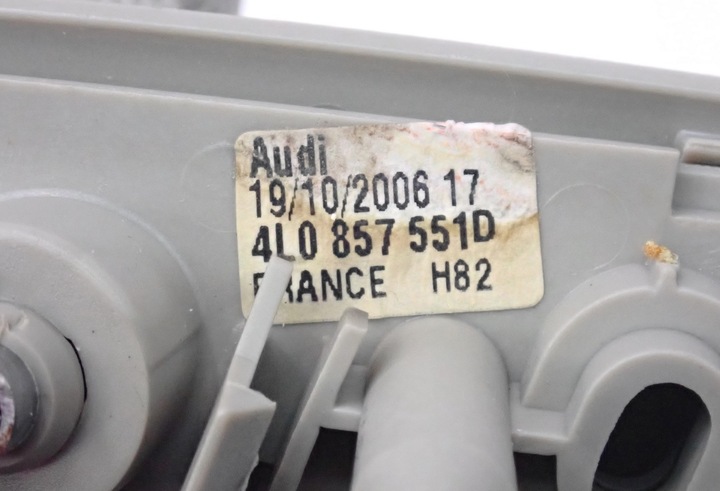 Audi
19/10/2006 17
4L0 857 551D
FRANCE H82